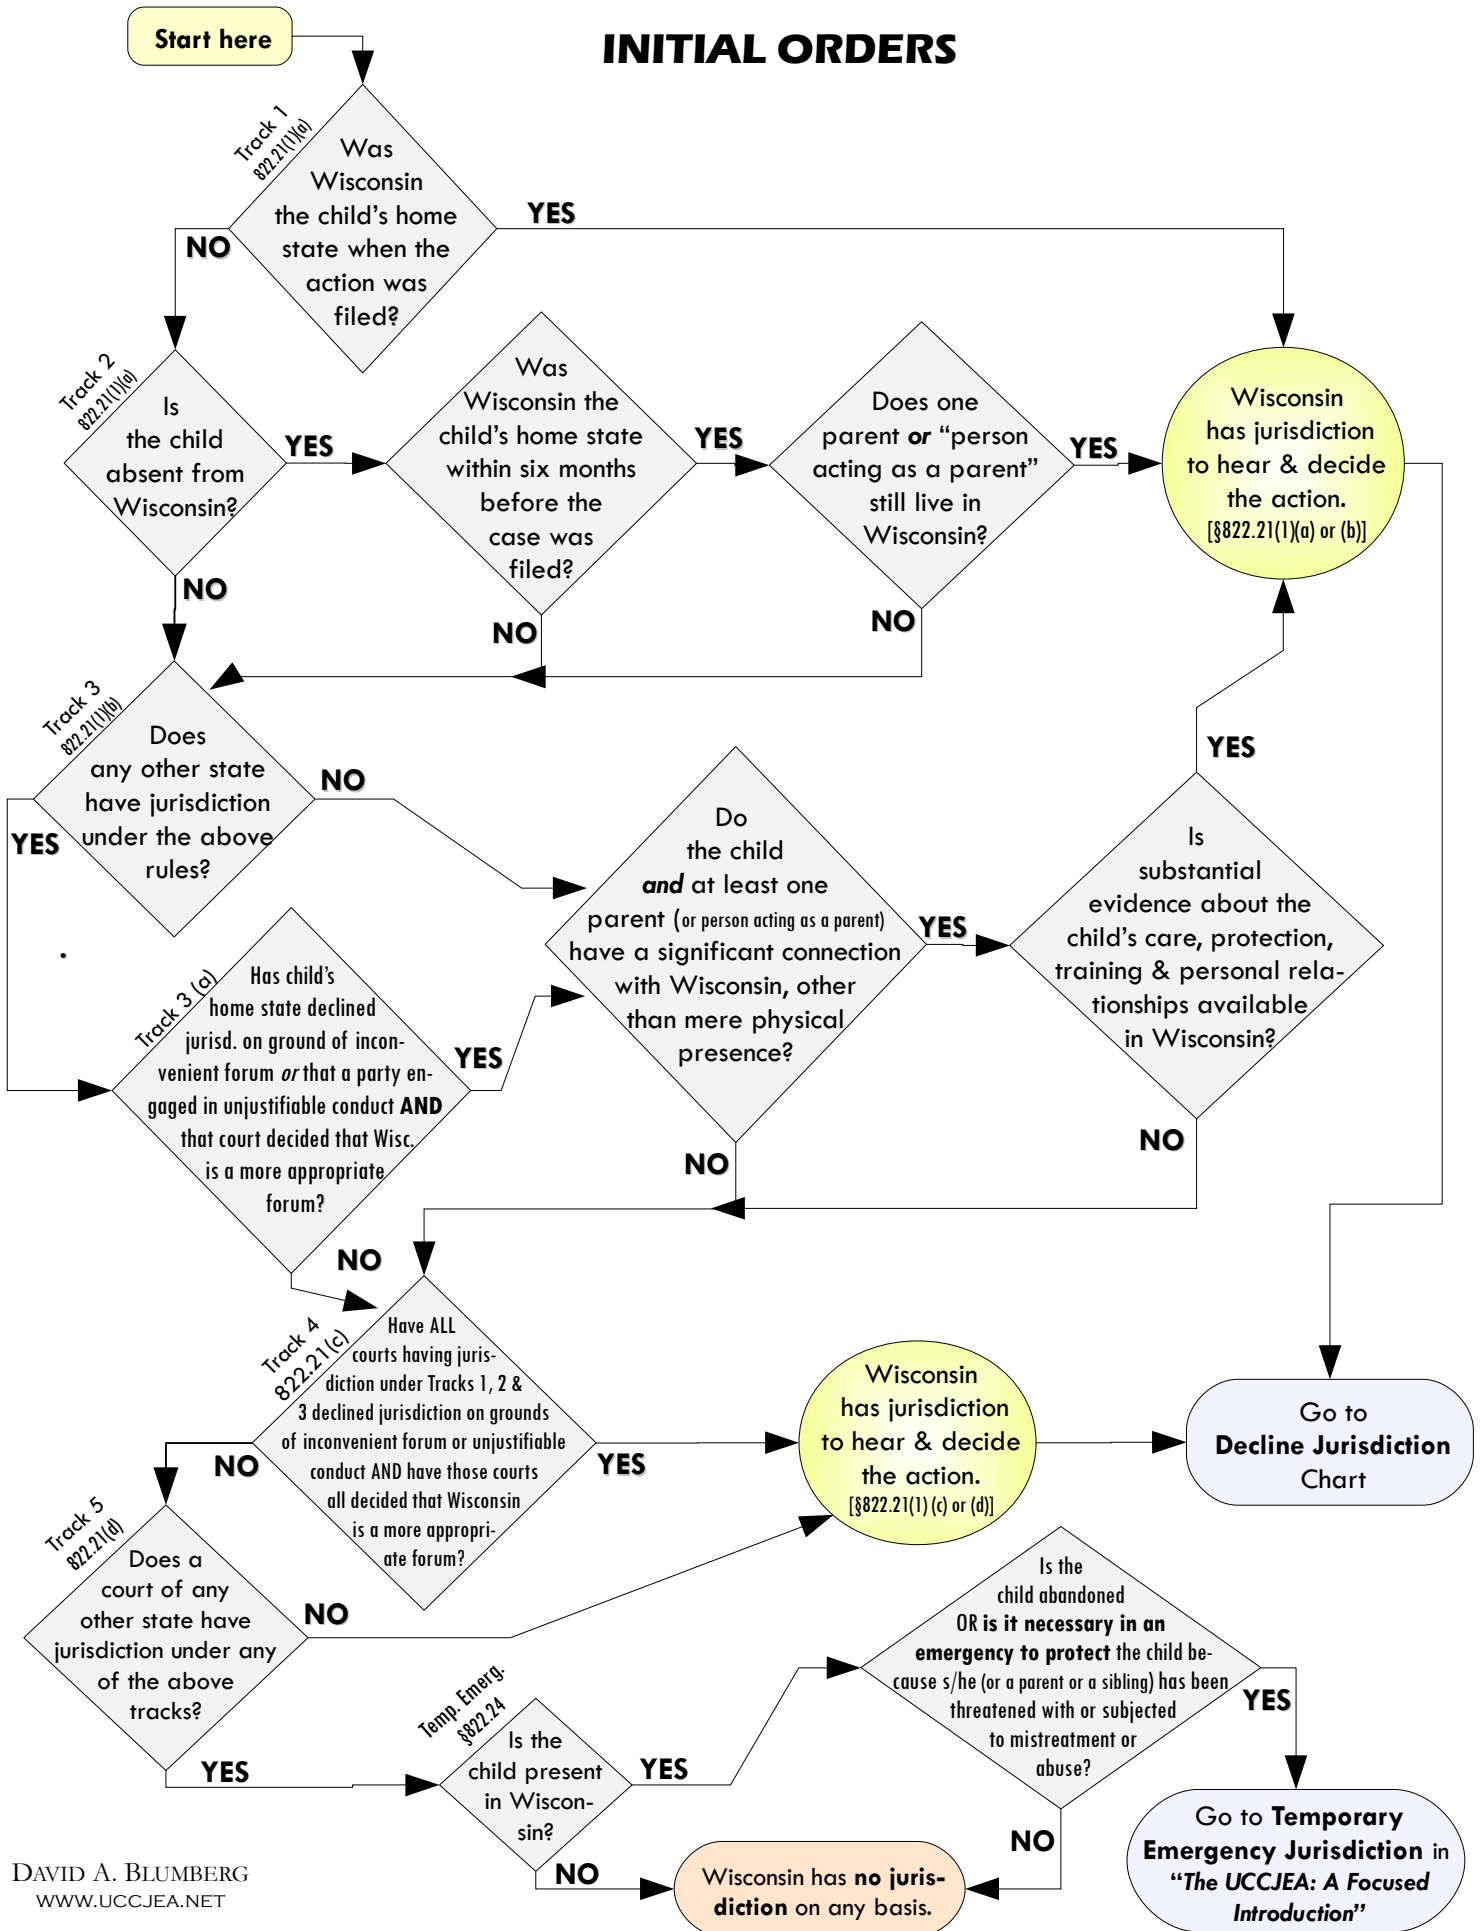 Start here
INITIAL ORDERS
Track 1
822.21(1)(a)
Was
Wisconsin
the child’s home
state when the
action was
filed?
YES
NO
Track 2
822.21(1)(a)
Is
the child
absent from
Wisconsin?
YES
NO
Was
Wisconsin the
child’s home state
within six months
before the
case was
filed?
YES
NO
Does one
parent or “person
acting as a parent”
still live in
Wisconsin?
YES
NO
Wisconsin
has jurisdiction
to hear & decide
the action.
[§822.21(1)(a) or (b)]
Track 3
822.21(1)(b)
Does
any other state
have jurisdiction
under the above
rules?
NO
YES
Track 3 (a)
Has child’s
home state declined
jurisd. on ground of incon-
venient forum or that a party en-
gaged in unjustifiable conduct AND
that court decided that Wisc.
is a more appropriate
forum?
YES
NO
Do
the child
and at least one
parent (or person acting as a parent)
have a significant connection
with Wisconsin, other
than mere physical
presence?
YES
NO
Is
substantial
evidence about the
child’s care, protection,
training & personal rela-
tionships available
in Wisconsin?
YES
NO
Track 4
822.21(c)
Have ALL
courts having juris-
diction under Tracks 1, 2 &
3 declined jurisdiction on grounds
of inconvenient forum or unjustifiable
conduct AND have those courts
all decided that Wisconsin
is a more appropri-
ate forum?
YES
NO
Wisconsin
has jurisdiction
to hear & decide
the action.
[§822.21(1) (c) or (d)]
Go to
Decline Jurisdiction
Chart
Track 5
822.21(d)
Does a
court of any
other state have
jurisdiction under any
of the above
tracks?
NO
YES
Temp. Emerg.
§822.24
Is the
child present
in Wiscon-
sin?
YES
NO
Is the
child abandoned
OR is it necessary in an
emergency to protect the child be-
cause s/he (or a parent or a sibling) has been
threatened with or subjected
to mistreatment or
abuse?
YES
NO
Wisconsin has no juris-
diction on any basis.
Go to Temporary
Emergency Jurisdiction in
“The UCCJEA: A Focused
Introduction”
DAVID A. BLUMBERG
WWW.UCCJEA.NET